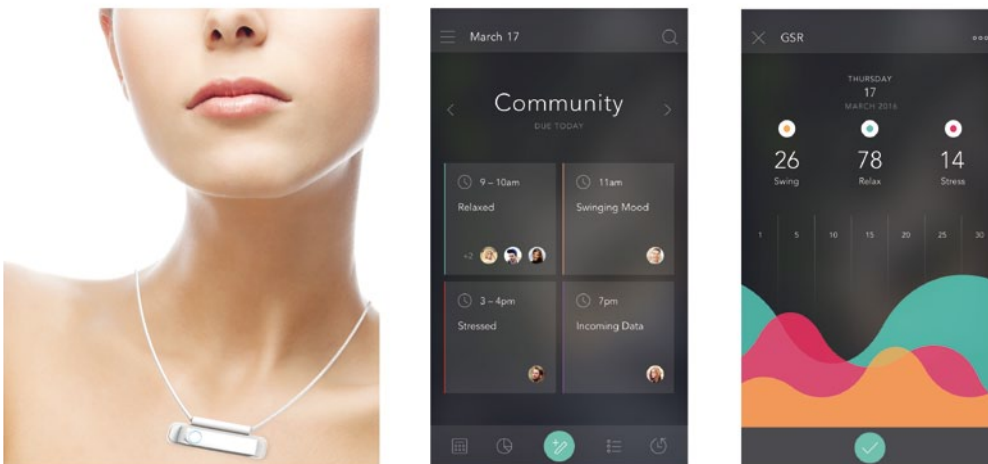 March 17
Community
DUE TODAY
9 – 10am
Relaxed
+2
11am
Swinging Mood
3 – 4pm
Stressed
7pm
Incoming Data
GSR
THURSDAY
17
MARCH 2016
26 78 14
Swing Relax Stress
1 5 10 15 20 25 30